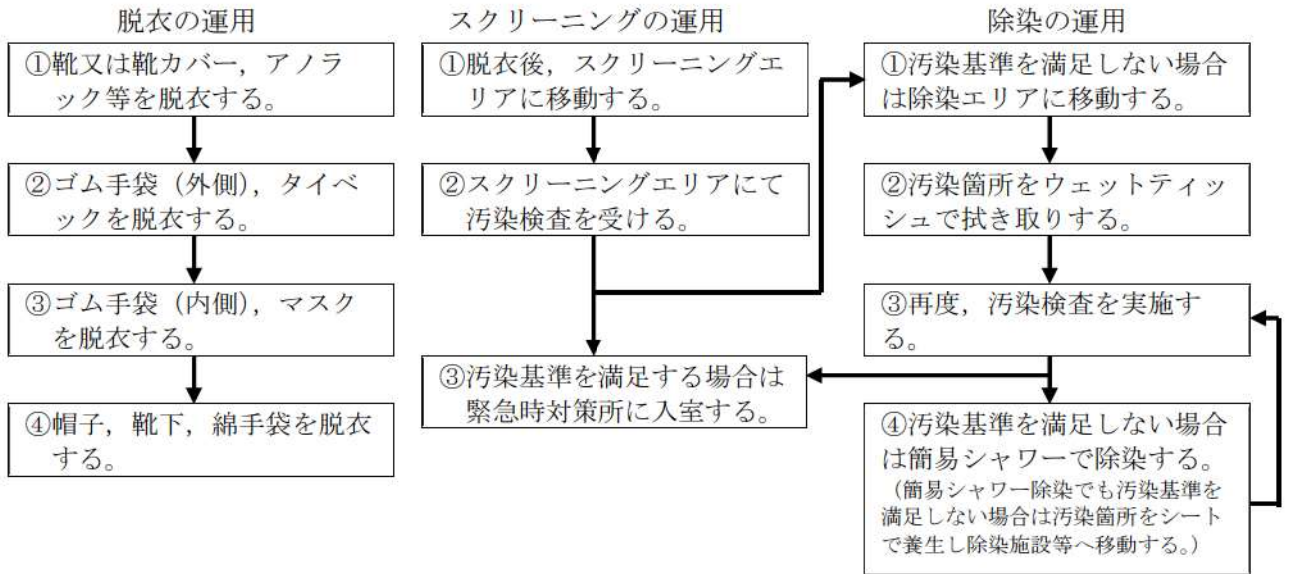 脱衣の運用
①靴又は靴カバー，アノラ
ック等を脱衣する。
②ゴム手袋（外側），タイベ
ックを脱衣する。
③ゴム手袋（内側），マスク
を脱衣する。
④帽子，靴下，綿手袋を脱衣
する。
スクリーニングの運用
①脱衣後，スクリーニングエ
リアに移動する。
②スクリーニングエリアにて
汚染検査を受ける。
③汚染基準を満足する場合は
緊急時対策所に入室する。
除染の運用
①汚染基準を満足しない場合
は除染エリアに移動する。
②汚染箇所をウェットティッ
シュで拭き取りする。
③再度，汚染検査を実施す
る。
④汚染基準を満足しない場合
は簡易シャワーで除染する。
（簡易シャワー除染でも汚染基準を
満足しない場合は汚染箇所をシート
で養生し除染施設等へ移動する。）